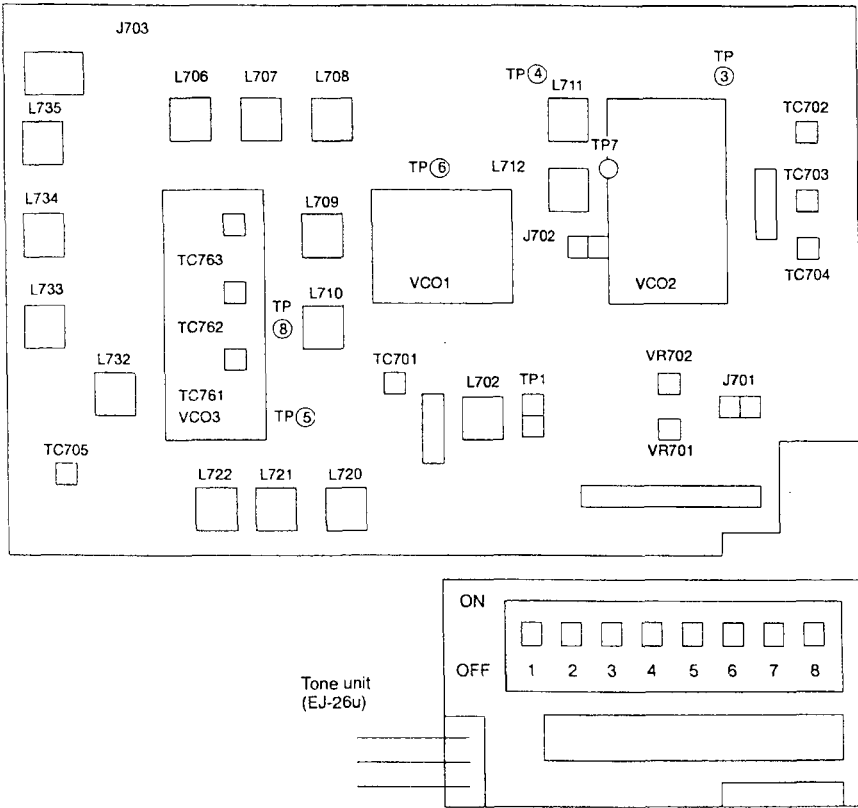 J703
TP
③
L706 L707 L708
TP④
L711
L735
TC702
TP7
TP⑥
L712
TC703
L734
L709
J702
TC763
TC704
VCO1
VCO2
L733
L710
TP
⑧
TC762
L732
TC701
L702
TP1
VR702
J701
TC761
VCO3
TP⑤
TC705
VR701
L722 L721 L720
ON
OFF 1 2 3 4 5 6 7 8
Tone unit
(EJ-26u)